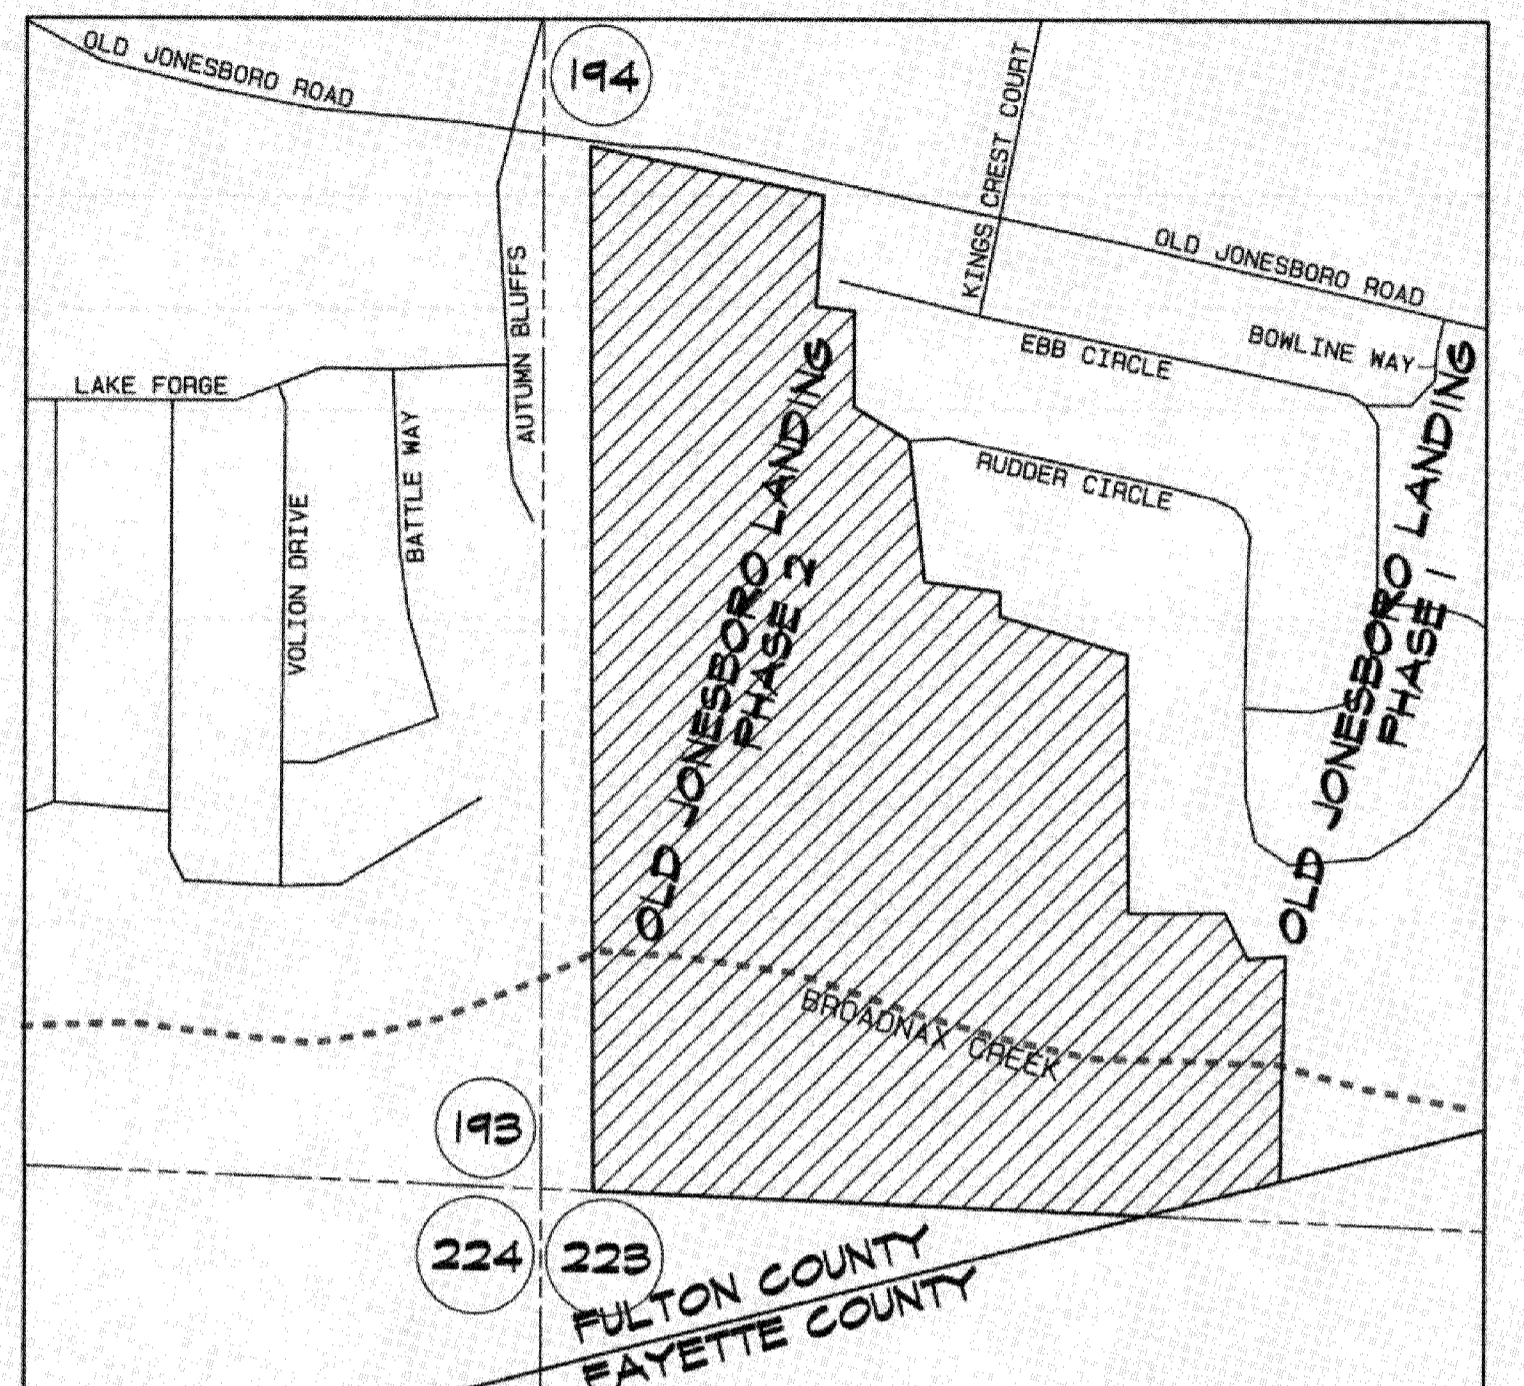 OLD JONESBORO ROAD
194
KINGS CREST COURT
OLD JONESBORO ROAD
AUTUMN BLUFFS
BOWLINE WAY
EBB CIRCLE
LAKE FORGE
BATTLE WAY
RUDDER CIRCLE
VOLION DRIVE
OLD JONESBORO LANDING
PHASE 2
OLD JONESBORO LANDING
PHASE 1
BROADNAX CREEK
193
224
223
FULTON COUNTY
FAYETTE COUNTY